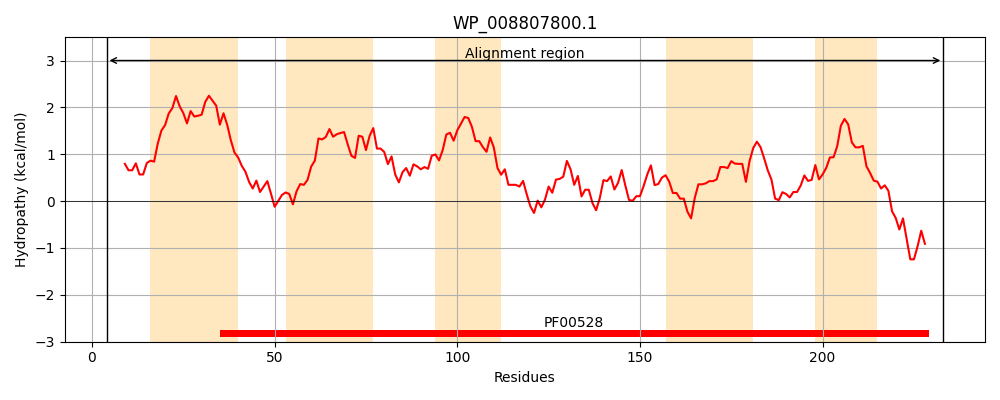 WP_008807800.1
Alignment region
3
2
1
0
−1
−2
−3
Hydropathy (kcal/mol)
PF00528
0 50 100 150 200
Residues